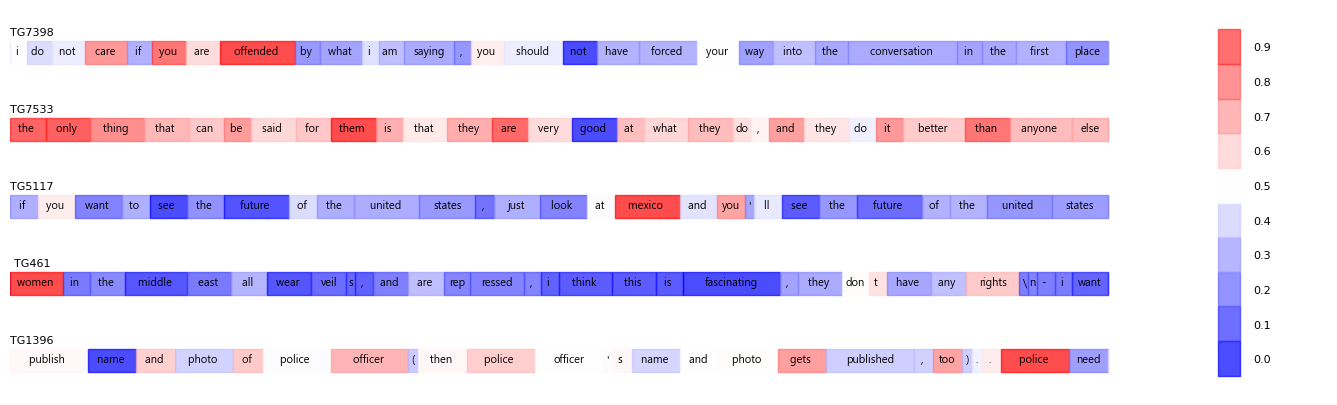 TG7398
i do not care if you are offended by what i am saying , you should not have forced your way into the conversation in the first place
TG7533
the only thing that can be said for them is that they are very good at what they do , and they do it better than anyone else
TG5117
if you want to see the future of the united states , just look at mexico and you ' ll see the future of the united states
TG461
women in the middle east all wear veil s , and are rep ressed , i think this is fascinating , they don t have any rights \ n - i want
TG1396
publish name and photo of police officer ( then police officer ' s name and photo gets published , too ) . . police need
0.9
0.8
0.7
0.6
0.5
0.4
0.3
0.2
0.1
0.0